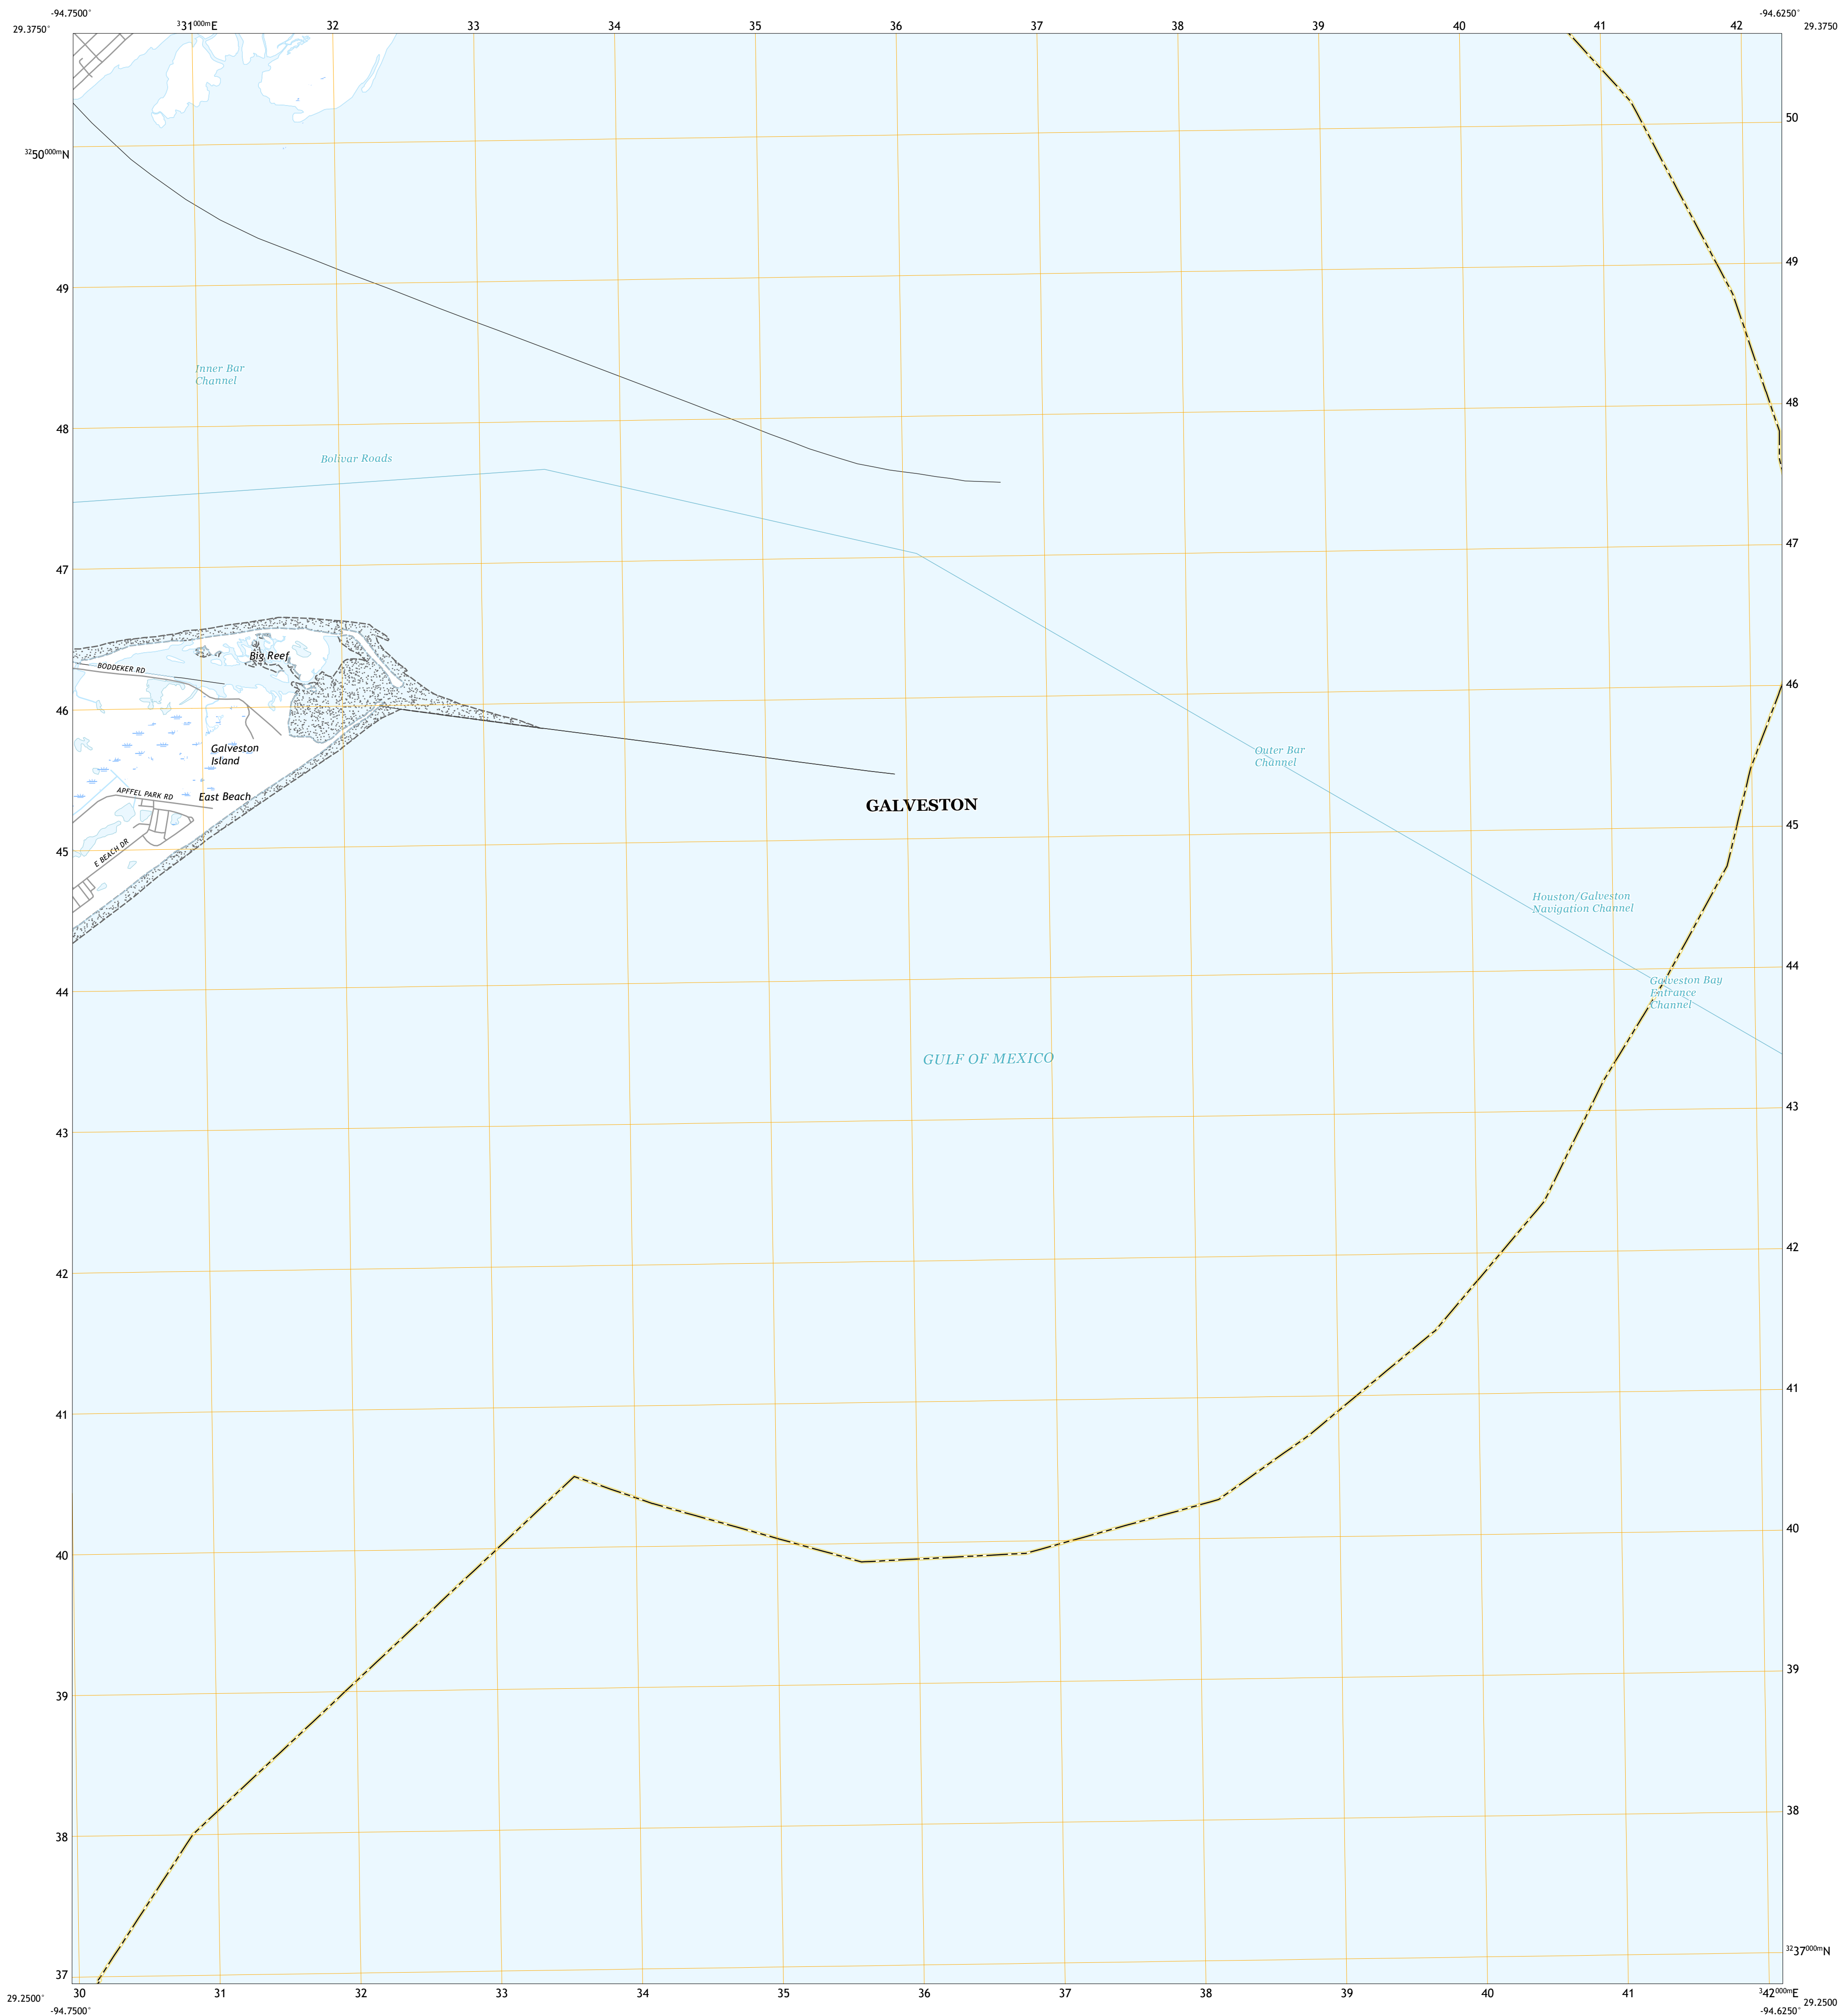 -94.7500°
-94.6250°
29.3750°
³31⁰⁰⁰ᵐE 32 33 34 35 36 37 38 39 40 41 42
29.3750
50
³²50⁰⁰⁰ᵐN
49
49
Inner Bar
Channel
48
48
Bolivar Roads
47
47
Big Reef
BODDEKER RD
46
46
Galveston
Island
Outer Bar
Channel
APFFEL PARK RD
East Beach
GALVESTON
45
45
E BEACH DR
Houston/Galveston
Navigation Channel
44
44
Galveston Bay
Entrance
Channel
GULF OF MEXICO
43
43
42
42
41
41
40
40
39
39
38
38
³²37⁰⁰⁰ᵐN
37
30 31 32 33 34 35 36 37 38 39 40 41 ³42⁰⁰⁰ᵐE
29.2500°
29.2500
-94.7500°
-94.6250°